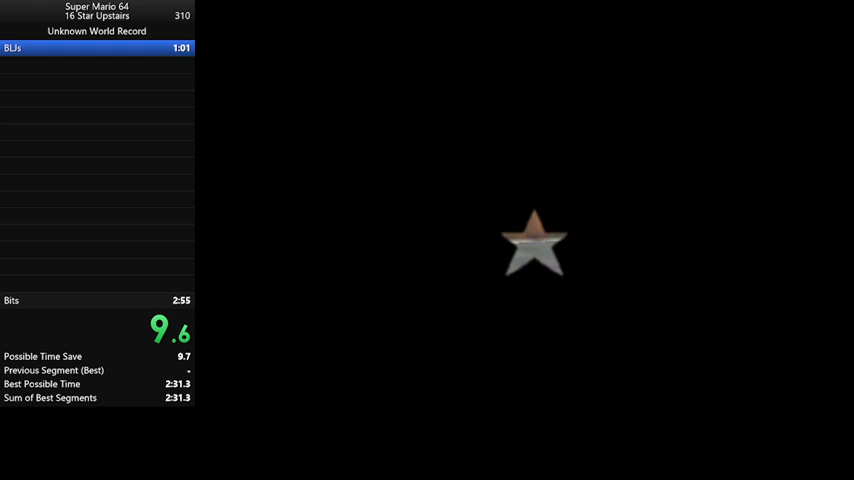 Super Mario 64
16 Star Upstairs 310
Unknown World Record
BLJs 1:01
Bits 2:55
9.6
Possible Time Save 9.7
Previous Segment (Best) -
Best Possible Time 2:31.3
Sum of Best Segments 2:31.3